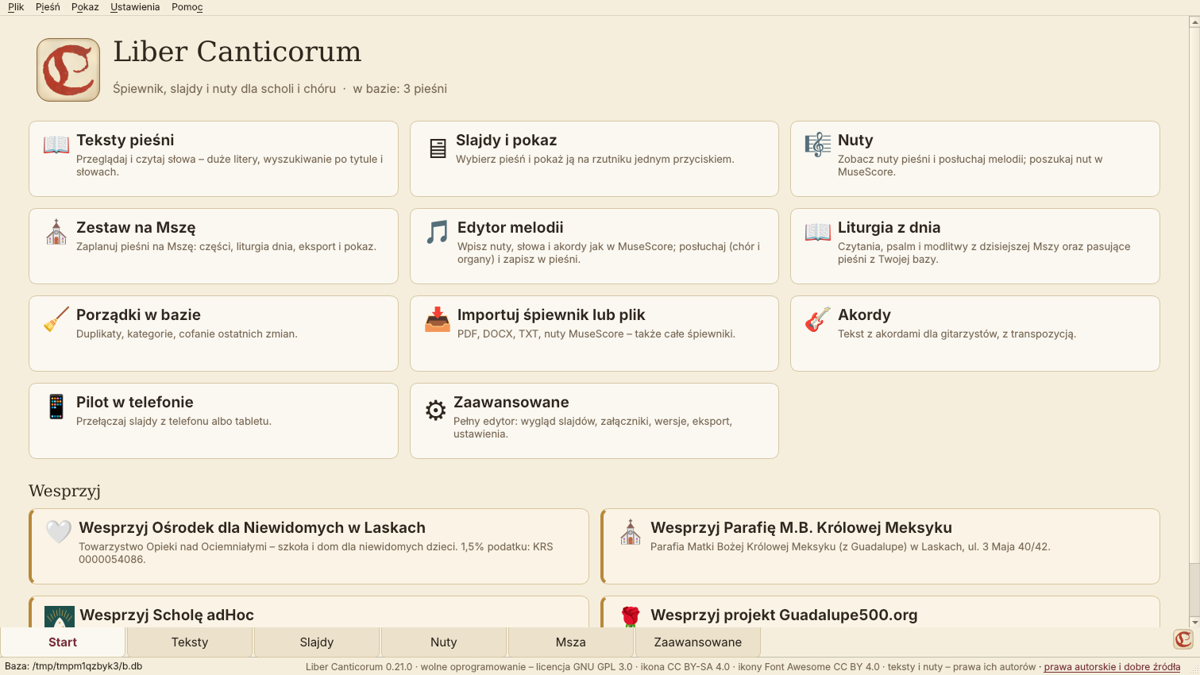 Plik Pieśń Pokaz Ustawienia Pomoc
Liber Canticorum
Śpiewnik, slajdy i nuty dla scholi i chóru · w bazie: 3 pieśni
Teksty pieśni
Przeglądaj i czytaj słowa – duże litery, wyszukiwanie po tytule i
słowach.
Slajdy i pokaz
Wybierz pieśń i pokaż ją na rzutniku jednym przyciskiem.
Nuty
Zobacz nuty pieśni i posłuchaj melodii; poszukaj nut w
MuseScore.
Zestaw na Mszę
Zaplanuj pieśni na Mszę: części, liturgia dnia, eksport i pokaz.
Edytor melodii
Wpisz nuty, słowa i akordy jak w MuseScore; posłuchaj (chór i
organy) i zapisz w pieśni.
Liturgia z dnia
Czytania, psalm i modlitwy z dzisiejszej Mszy oraz pasujące
pieśni z Twojej bazy.
Porządki w bazie
Duplikaty, kategorie, cofanie ostatnich zmian.
Importuj śpiewnik lub plik
PDF, DOCX, TXT, nuty MuseScore – także całe śpiewniki.
Akordy
Tekst z akordami dla gitarzystów, z transpozycją.
Pilot w telefonie
Przełączaj slajdy z telefonu albo tabletu.
Zaawansowane
Pełny edytor: wygląd slajdów, załączniki, wersje, eksport,
ustawienia.
Wesprzyj
Wesprzyj Ośrodek dla Niewidomych w Laskach
Towarzystwo Opieki nad Ociemniałymi – szkoła i dom dla niewidomych dzieci. 1,5% podatku: KRS
0000054086.
Wesprzyj Parafię M.B. Królowej Meksyku
Parafia Matki Bożej Królowej Meksyku (z Guadalupe) w Laskach, ul. 3 Maja 40/42.
Wesprzyj Scholę adHoc
Wesprzyj projekt Guadalupe500.org
Start Teksty Slajdy Nuty Msza Zaawansowane
Baza: /tmp/tmpm1qzbyk3/b.db
Liber Canticorum 0.21.0 · wolne oprogramowanie – licencja GNU GPL 3.0 · ikona CC BY-SA 4.0 · ikony Font Awesome CC BY 4.0 · teksty i nuty – prawa ich autorów · prawa autorskie i dobre źródła